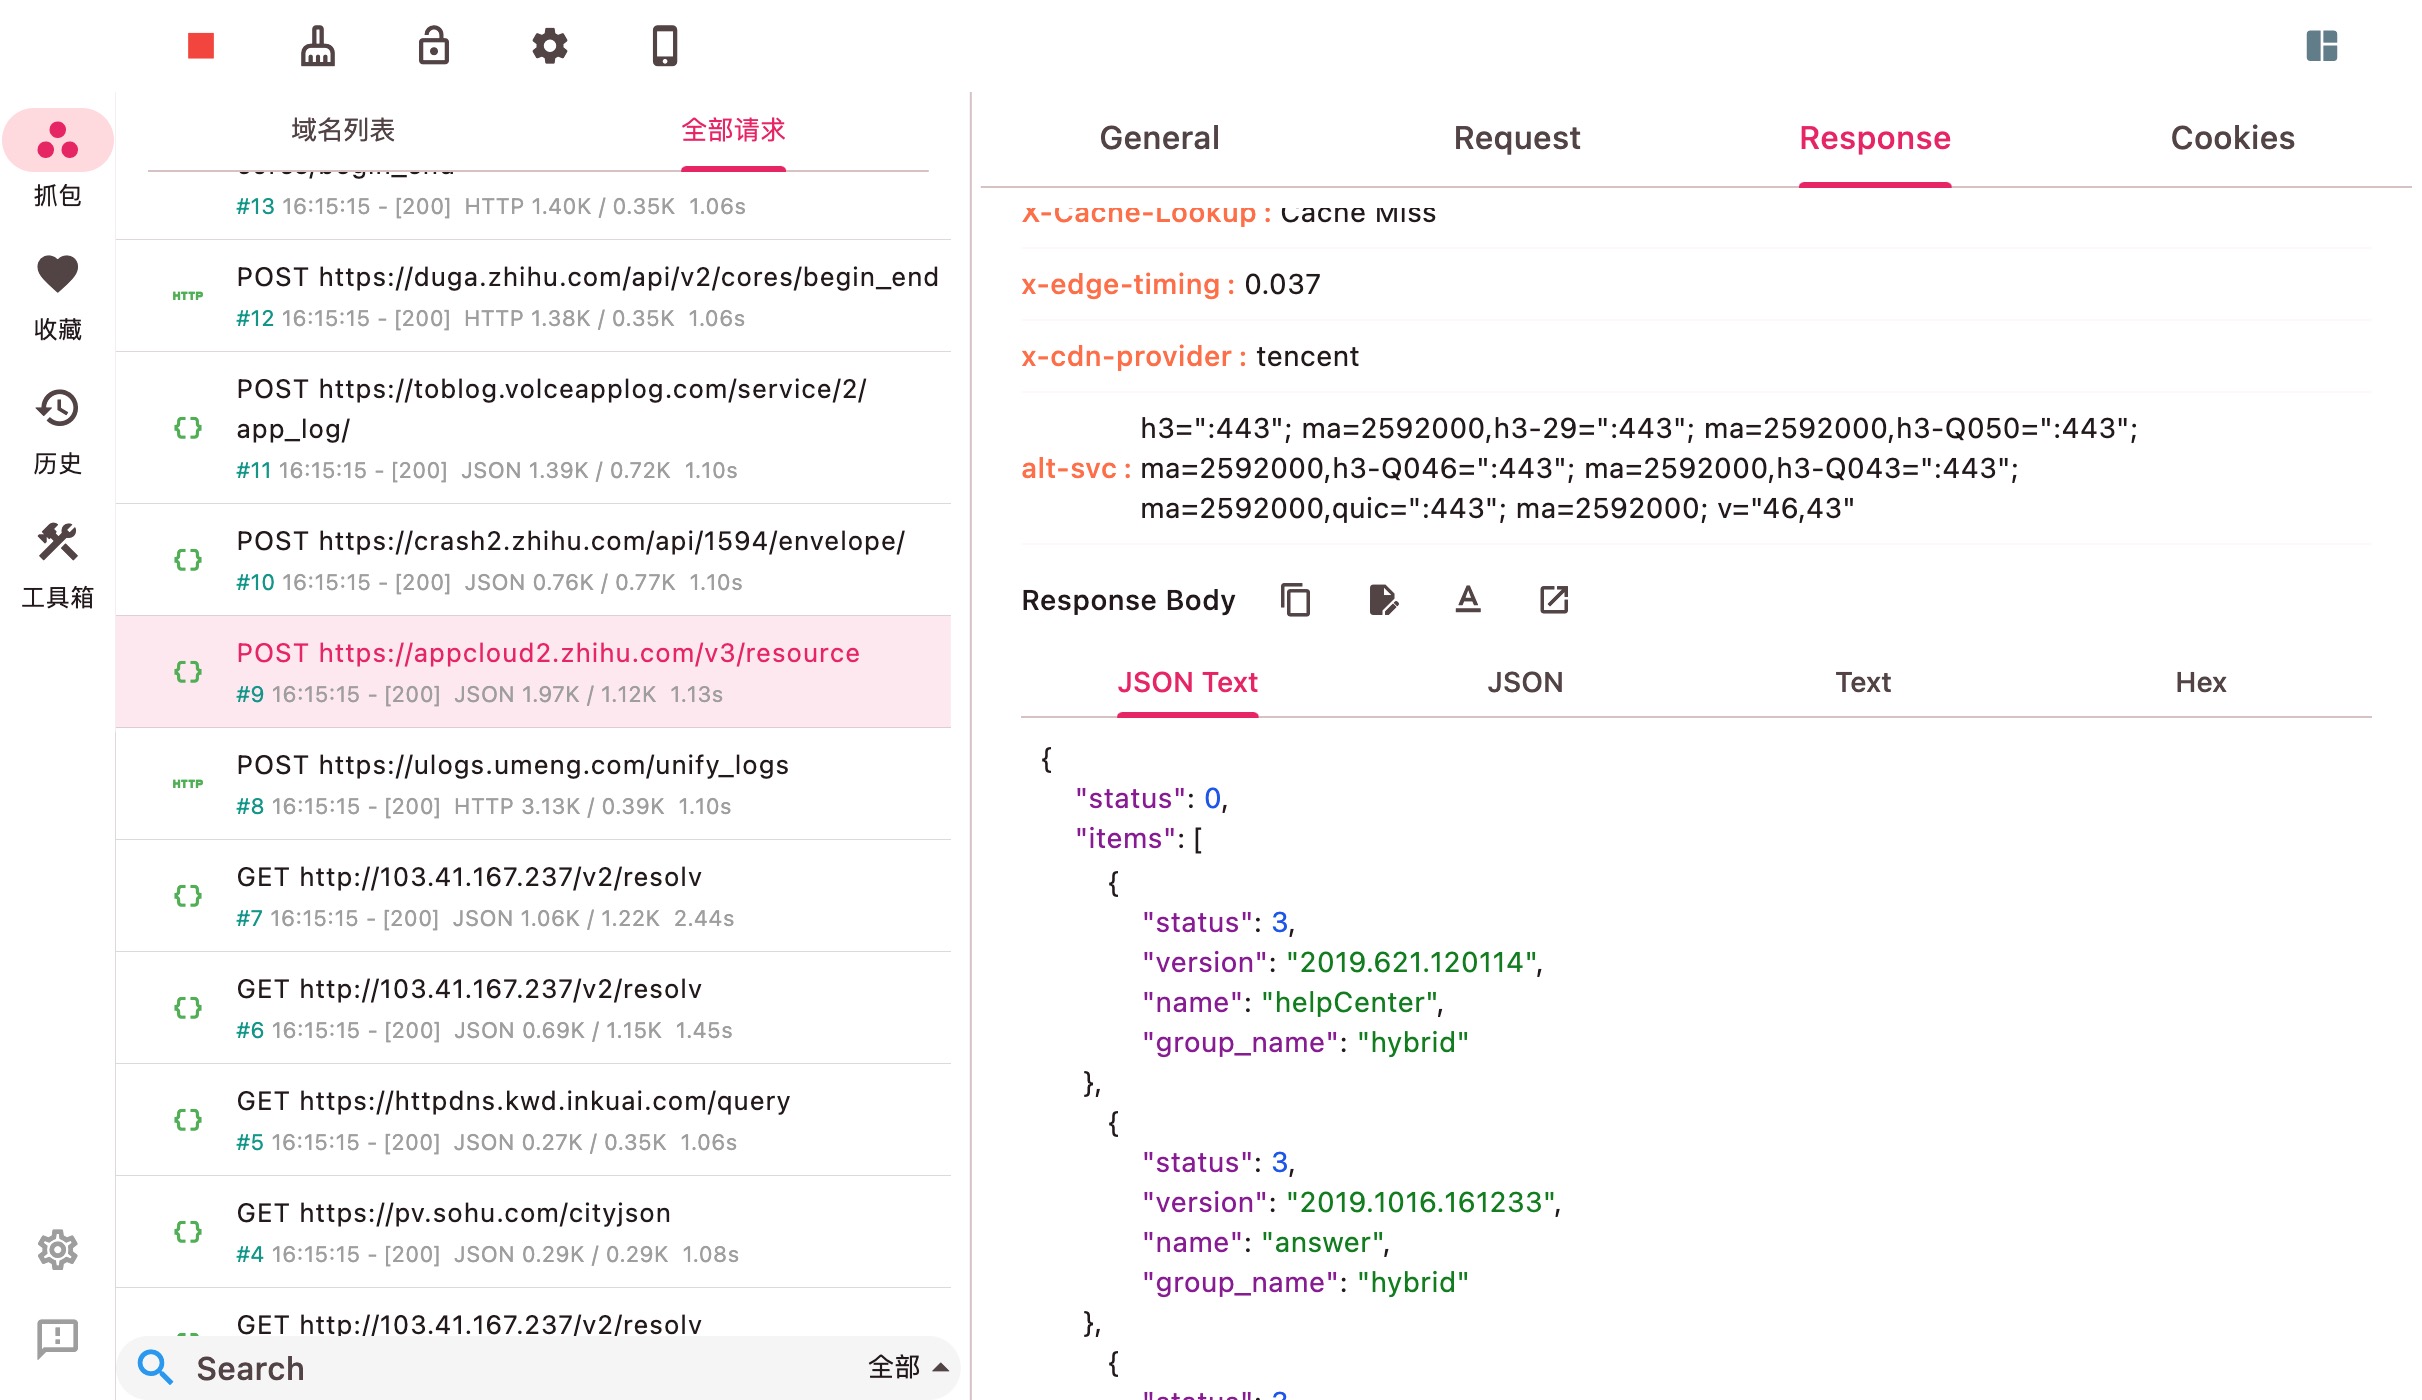 抓包
收藏
历史
工具箱
域名列表
全部请求
cores/begin_end
#13 16:15:15 - [200] HTTP 1.40K / 0.35K 1.06s
HTTP
POST https://duga.zhihu.com/api/v2/cores/begin_end
#12 16:15:15 - [200] HTTP 1.38K / 0.35K 1.06s
POST https://toblog.volceapplog.com/service/2/
app_log/
#11 16:15:15 - [200] JSON 1.39K / 0.72K 1.10s
POST https://crash2.zhihu.com/api/1594/envelope/
#10 16:15:15 - [200] JSON 0.76K / 0.77K 1.10s
POST https://appcloud2.zhihu.com/v3/resource
#9 16:15:15 - [200] JSON 1.97K / 1.12K 1.13s
HTTP
POST https://ulogs.umeng.com/unify_logs
#8 16:15:15 - [200] HTTP 3.13K / 0.39K 1.10s
GET http://103.41.167.237/v2/resolv
#7 16:15:15 - [200] JSON 1.06K / 1.22K 2.44s
GET http://103.41.167.237/v2/resolv
#6 16:15:15 - [200] JSON 0.69K / 1.15K 1.45s
GET https://httpdns.kwd.inkuai.com/query
#5 16:15:15 - [200] JSON 0.27K / 0.35K 1.06s
GET https://pv.sohu.com/cityjson
#4 16:15:15 - [200] JSON 0.29K / 0.29K 1.08s
GET http://103.41.167.237/v2/resolv
Search
全部
General
Request
Response
Cookies
X-Cache-Lookup : Cache Miss
x-edge-timing : 0.037
x-cdn-provider : tencent
h3=":443"; ma=2592000,h3-29=":443"; ma=2592000,h3-Q050=":443";
alt-svc : ma=2592000,h3-Q046=":443"; ma=2592000,h3-Q043=":443";
ma=2592000,quic=":443"; ma=2592000; v="46,43"
Response Body
JSON Text
JSON
Text
Hex
{
"status": 0,
"items": [
{
"status": 3,
"version": "2019.621.120114",
"name": "helpCenter",
"group_name": "hybrid"
},
{
"status": 3,
"version": "2019.1016.161233",
"name": "answer",
"group_name": "hybrid"
},
{